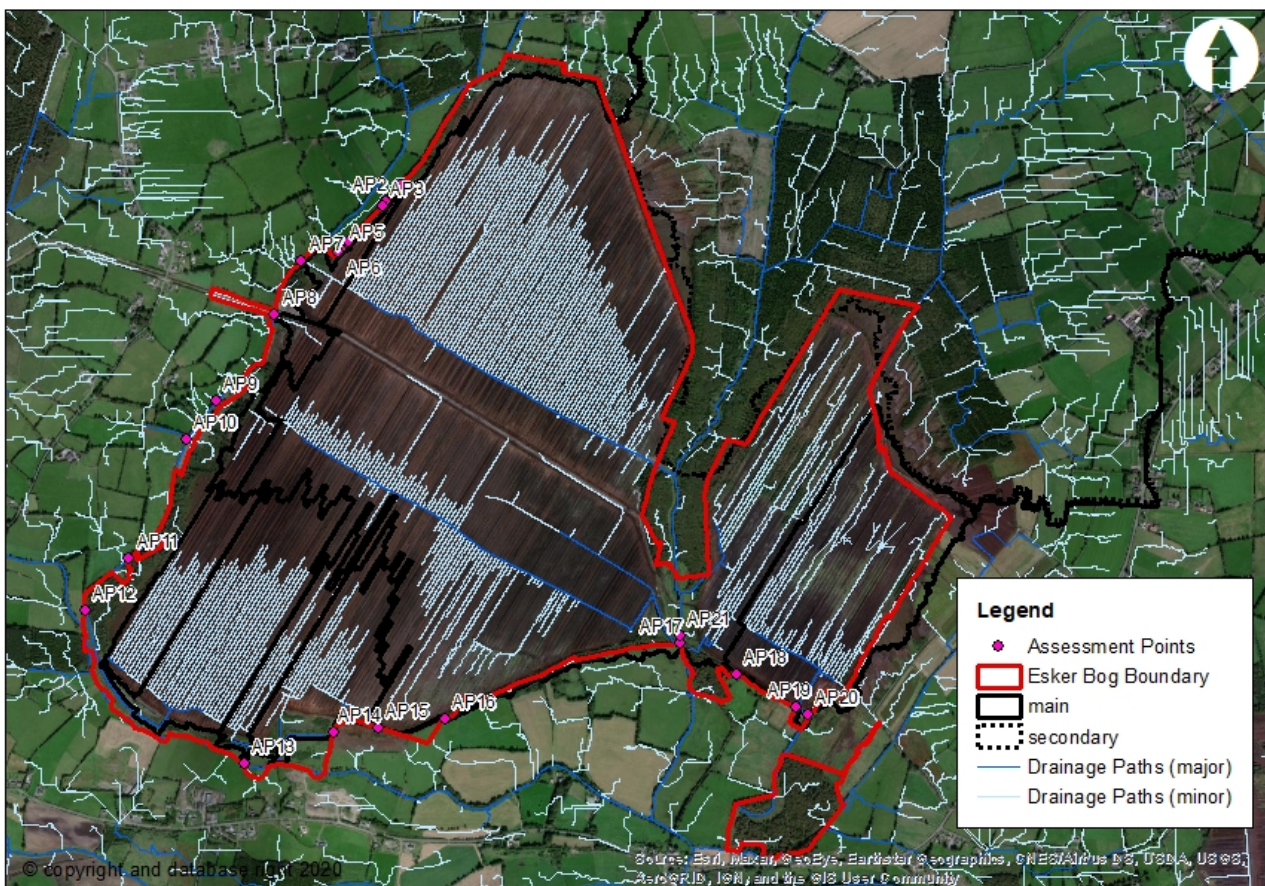 AP2
AP3
AP5
AP7
AP6
AP8
AP9
AP10
AP11
AP12
AP21
AP17
AP18
AP19
AP20
AP16
AP14
AP15
AP13
Legend
Assessment Points
Esker Bog Boundary
main
secondary
Drainage Paths (major)
Drainage Paths (minor)
© copyright and database right 2020
Source: Esri, Maxar, GeoEye, Earthstar Geographics, CNES/Airbus DS, USDA, USGS,
AeroGRID, IGN, and the GIS User Community